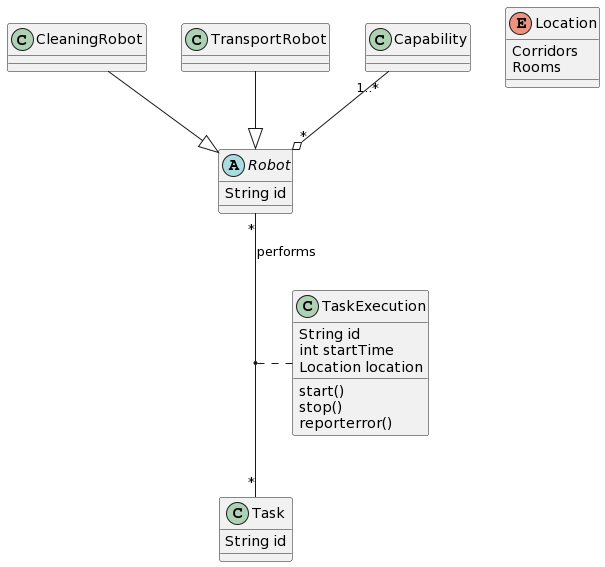 C CleaningRobot
C TransportRobot
C Capability
E Location
Corridors
Rooms
1..*
*
A Robot
String id
*
performs
C TaskExecution
String id
int startTime
Location location
start()
stop()
reporterror()
*
C Task
String id